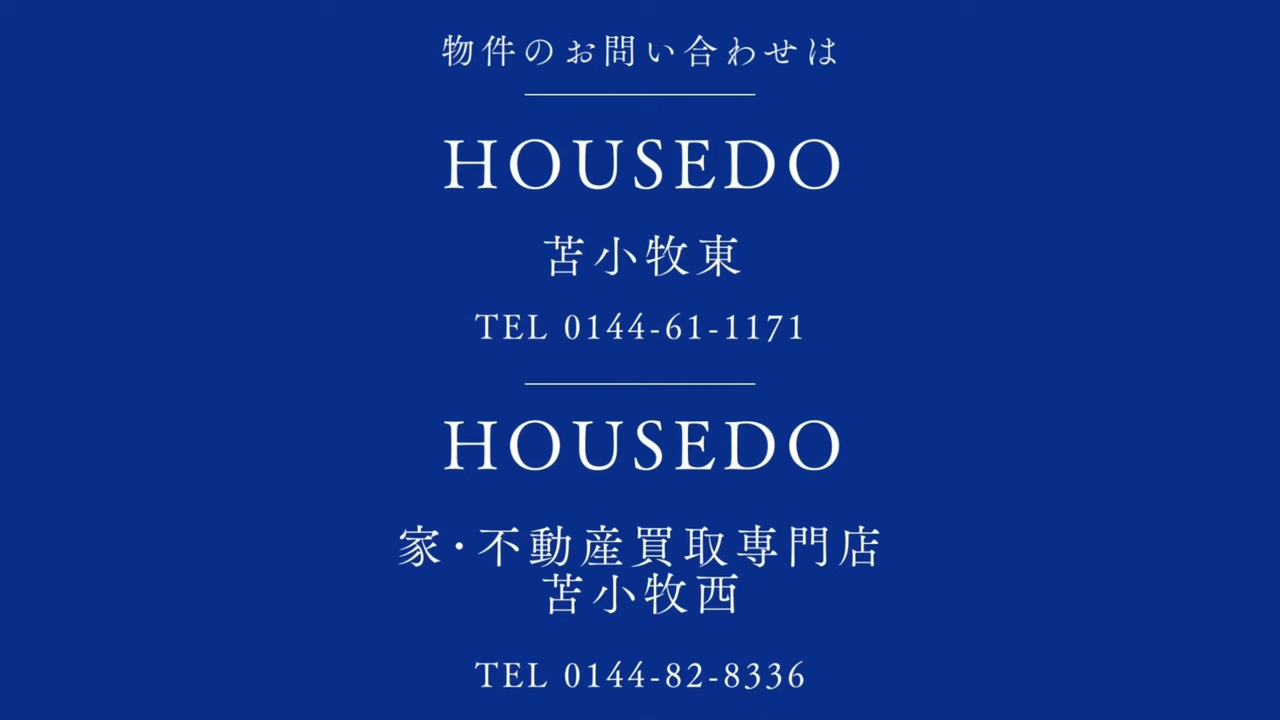 物件のお問い合わせは
HOUSEDO
苫小牧東
TEL 0144-61-1171
HOUSEDO
家・不動産買取専門店
苫小牧西
TEL 0144-82-8336